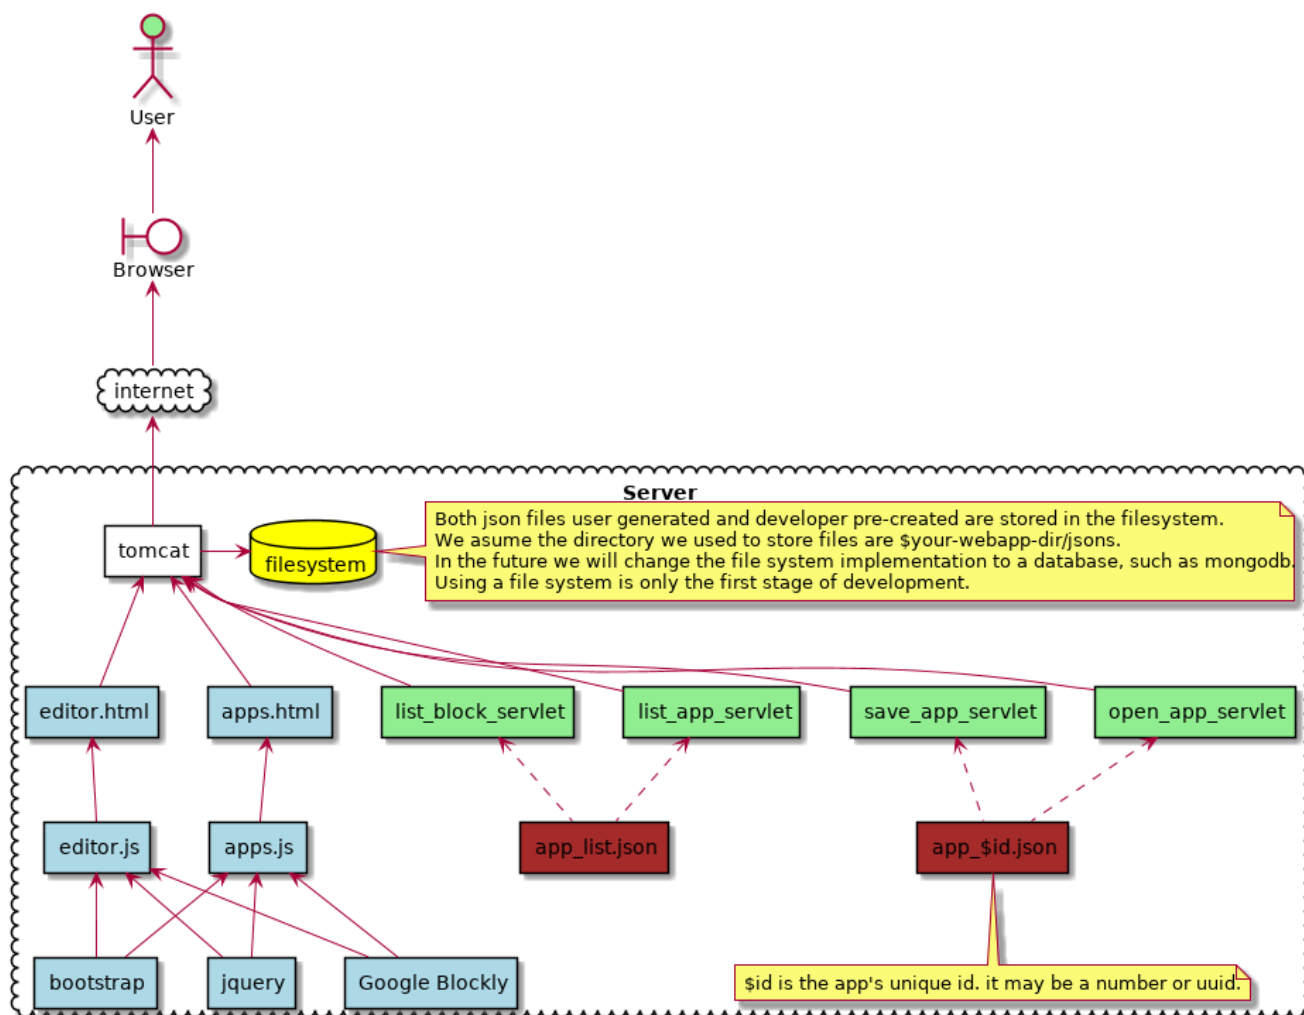 User
Browser
internet
Server
Both json files user generated and developer pre-created are stored in the filesystem.
We asume the directory we used to store files are $your-webapp-dir/jsons.
In the future we will change the file system implementation to a database, such as mongodb.
Using a file system is only the first stage of development.
tomcat
filesystem
editor.html
apps.html
list_block_servlet
list_app_servlet
save_app_servlet
open_app_servlet
editor.js
apps.js
app_list.json
app_$id.json
bootstrap
jquery
Google Blockly
$id is the app's unique id. it may be a number or uuid.